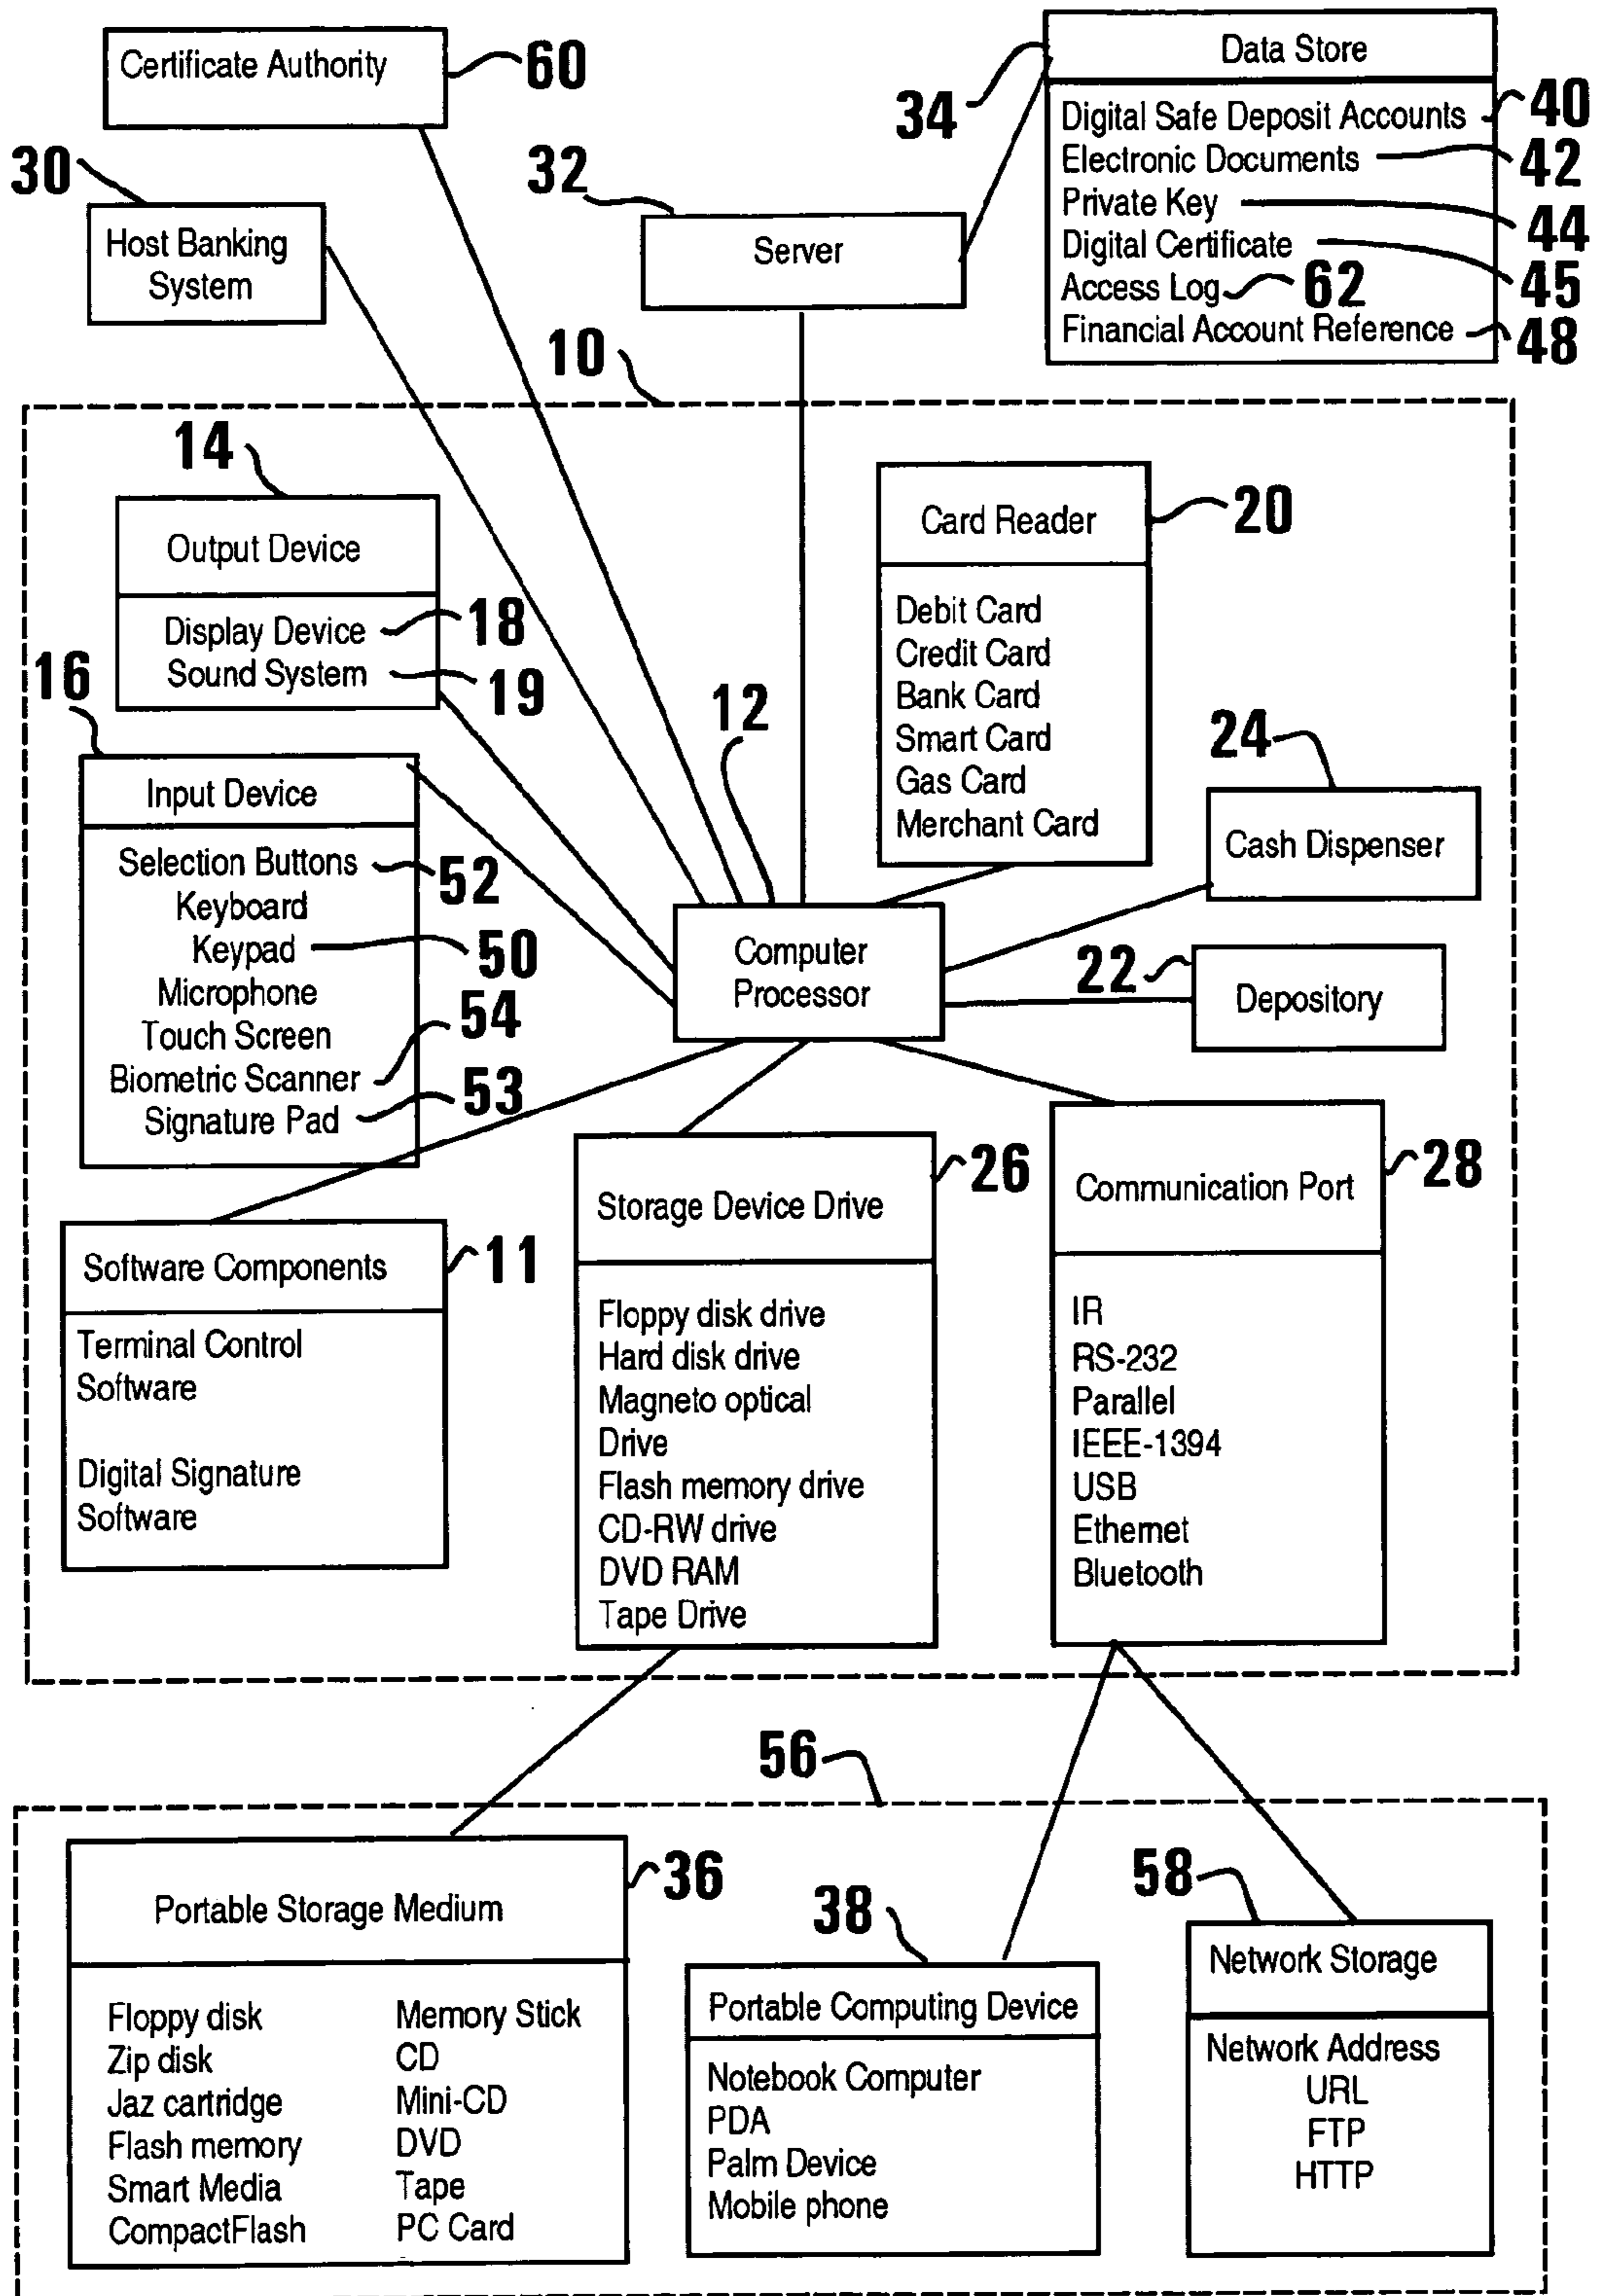 Certificate Authority
60
30
Host Banking
System
32
Server
34
Data Store
Digital Safe Deposit Accounts
40
Electronic Documents
42
Private Key
44
Digital Certificate
45
Access Log
62
Financial Account Reference
48
10
14
Output Device
Display Device
18
Sound System
19
16
Input Device
Selection Buttons
52
Keyboard
Keypad
50
Microphone
Touch Screen
54
Biometric Scanner
Signature Pad
53
12
Computer
Processor
Card Reader
20
Debit Card
Credit Card
Bank Card
Smart Card
Gas Card
Merchant Card
24
Cash Dispenser
22
Depository
Software Components
11
Terminal Control
Software
Digital Signature
Software
Storage Device Drive
26
Floppy disk drive
Hard disk drive
Magneto optical
Drive
Flash memory drive
CD-RW drive
DVD RAM
Tape Drive
Communication Port
28
IR
RS-232
Parallel
IEEE-1394
USB
Ethernet
Bluetooth
56
Portable Storage Medium
36
Floppy disk
Zip disk
Jaz cartridge
Flash memory
Smart Media
CompactFlash
Memory Stick
CD
Mini-CD
DVD
Tape
PC Card
38
Portable Computing Device
Notebook Computer
PDA
Palm Device
Mobile phone
58
Network Storage
Network Address
URL
FTP
HTTP